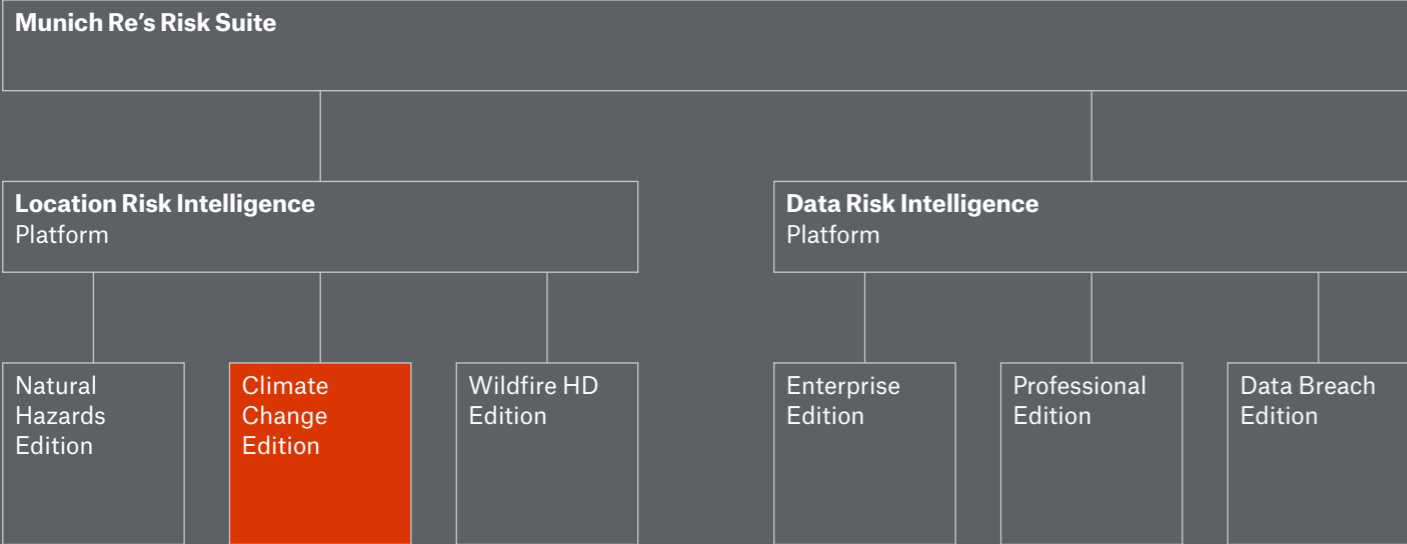 Munich Re’s Risk Suite
Location Risk Intelligence
Platform
Data Risk Intelligence
Platform
Natural
Hazards
Edition
Climate
Change
Edition
Wildfire HD
Edition
Enterprise
Edition
Professional
Edition
Data Breach
Edition